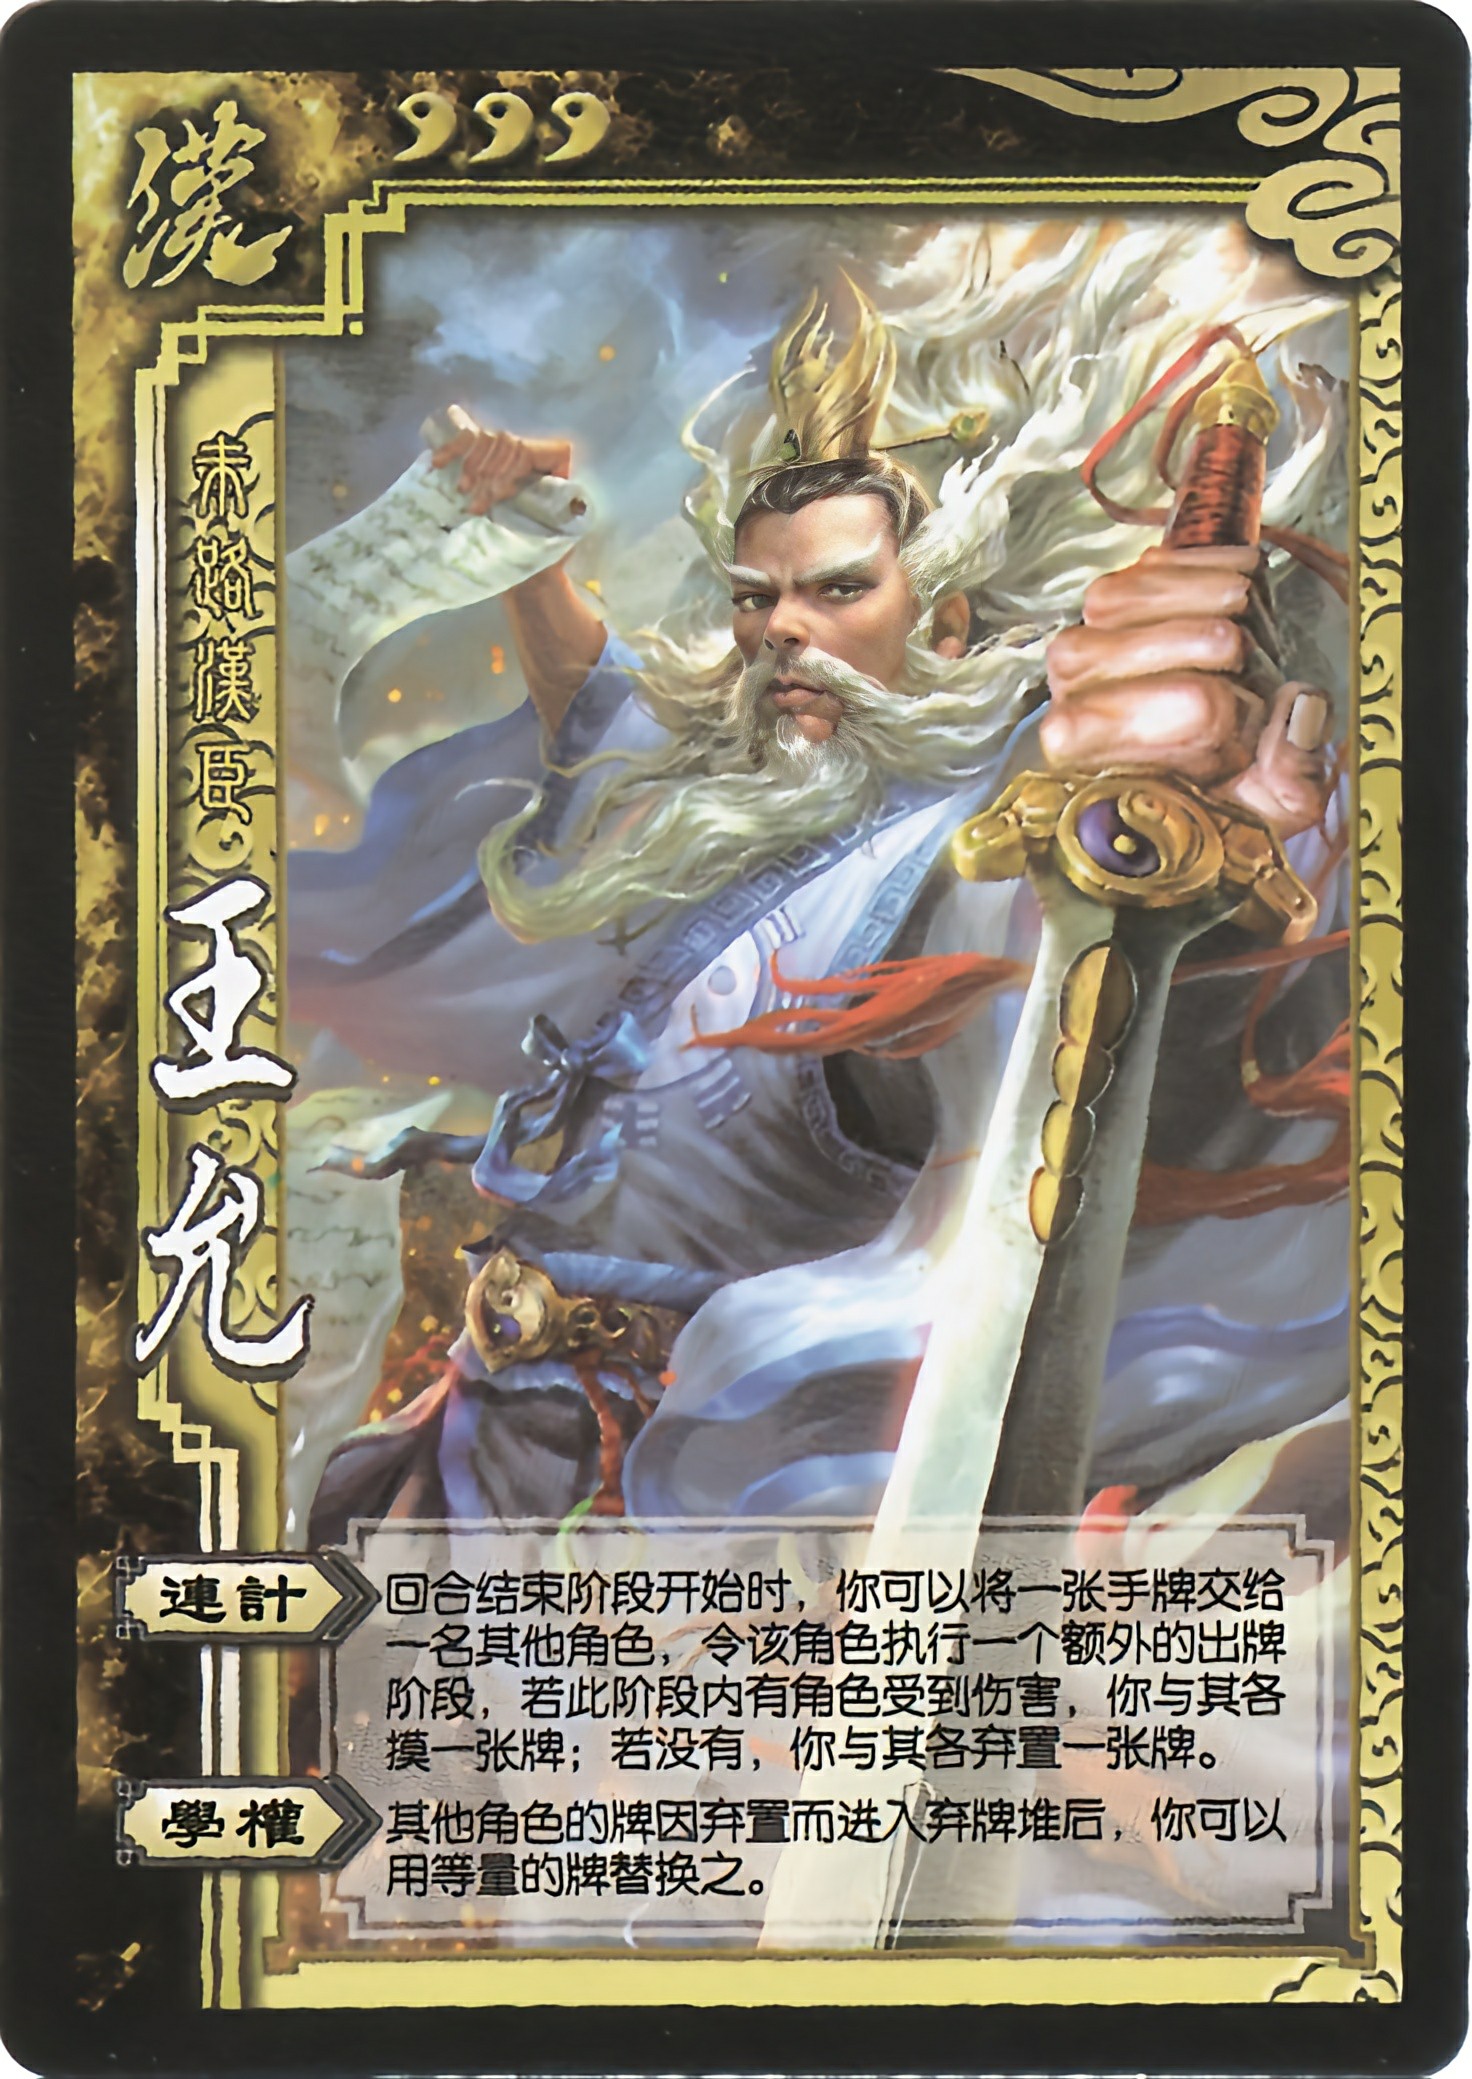 漢
末路漢臣
王允
連計
回合结束阶段开始时，你可以将一张手牌交给
一名其他角色，令该角色执行一个额外的出牌
阶段，若此阶段内有角色受到伤害，你与其各
摸一张牌；若没有，你与其各弃置一张牌。
學權
其他角色的牌因弃置而进入弃牌堆后，你可以
用等量的牌替换之。